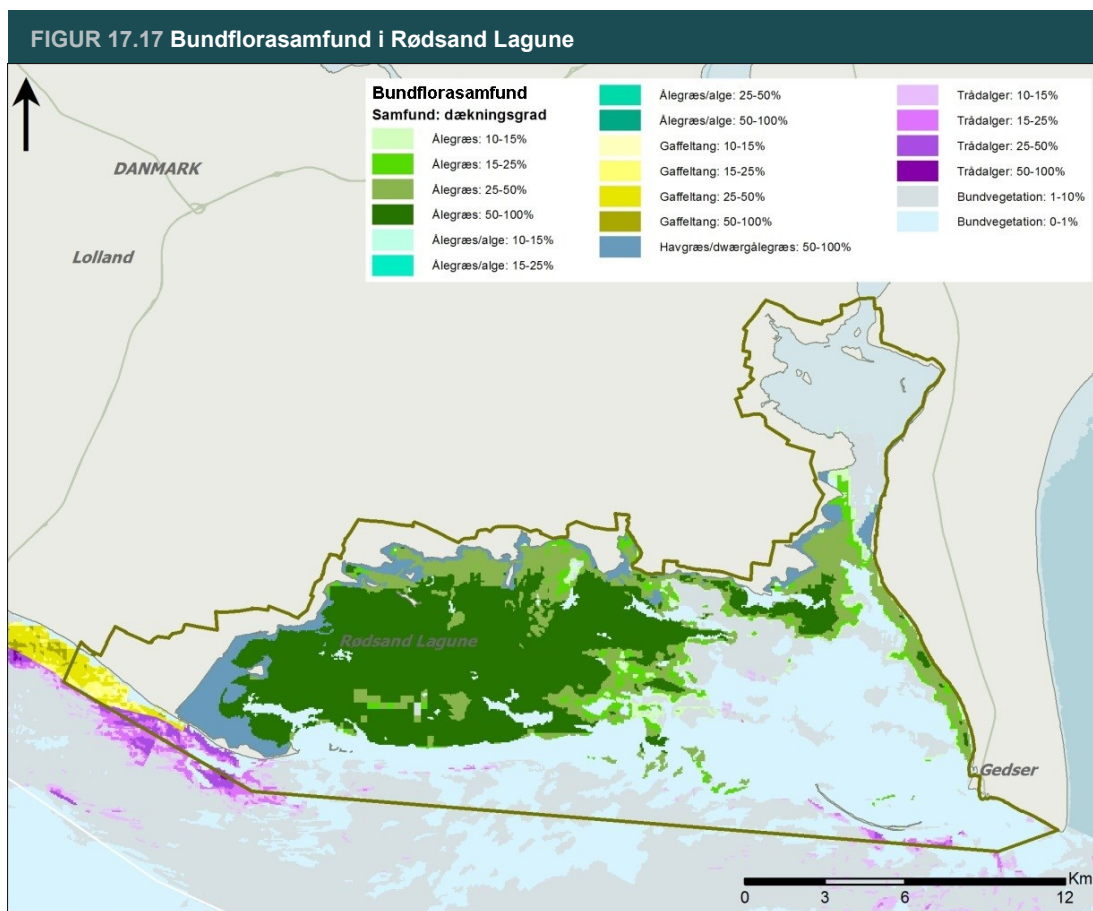 FIGUR 17.17 Bundflorasamfund i Rødsand Lagune
Bundflorasamfund
Samfund: dækningsgrad
Ålegræs: 10-15%
Ålegræs: 15-25%
Ålegræs: 25-50%
Ålegræs: 50-100%
Ålegræs/alge: 10-15%
Ålegræs/alge: 15-25%
Ålegræs/alge: 25-50%
Ålegræs/alge: 50-100%
Gaffeltang: 10-15%
Gaffeltang: 15-25%
Gaffeltang: 25-50%
Gaffeltang: 50-100%
Havgræs/dværgålegræs: 50-100%
Trådalger: 10-15%
Trådalger: 15-25%
Trådalger: 25-50%
Trådalger: 50-100%
Bundvegetation: 1-10%
Bundvegetation: 0-1%
DANMARK
Lolland
Rødsand Lagune
Gedser
Km
0 3 6 12